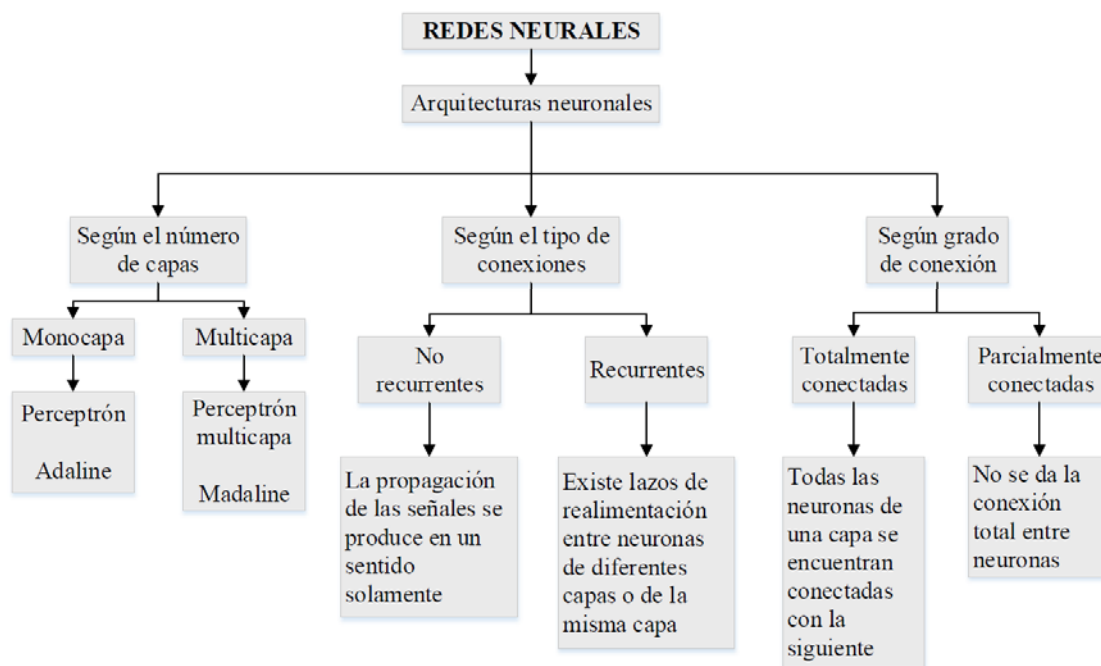 REDES NEURALES
Arquitecturas neuronales
Según el número
de capas
Según el tipo de
conexiones
Según grado
de conexión
Monocapa
Multicapa
No
recurrentes
Recurrentes
Totalmente
conectadas
Parcialmente
conectadas
Perceptrón
Adaline
Perceptrón
multicapa
Madaline
La propagación
de las señales se
produce en un
sentido
solamente
Existe lazos de
realimentación
entre neuronas
de diferentes
capas o de la
misma capa
Todas las
neuronas de
una capa se
encuentran
conectadas
con la
siguiente
No se da la
conexión
total entre
neuronas